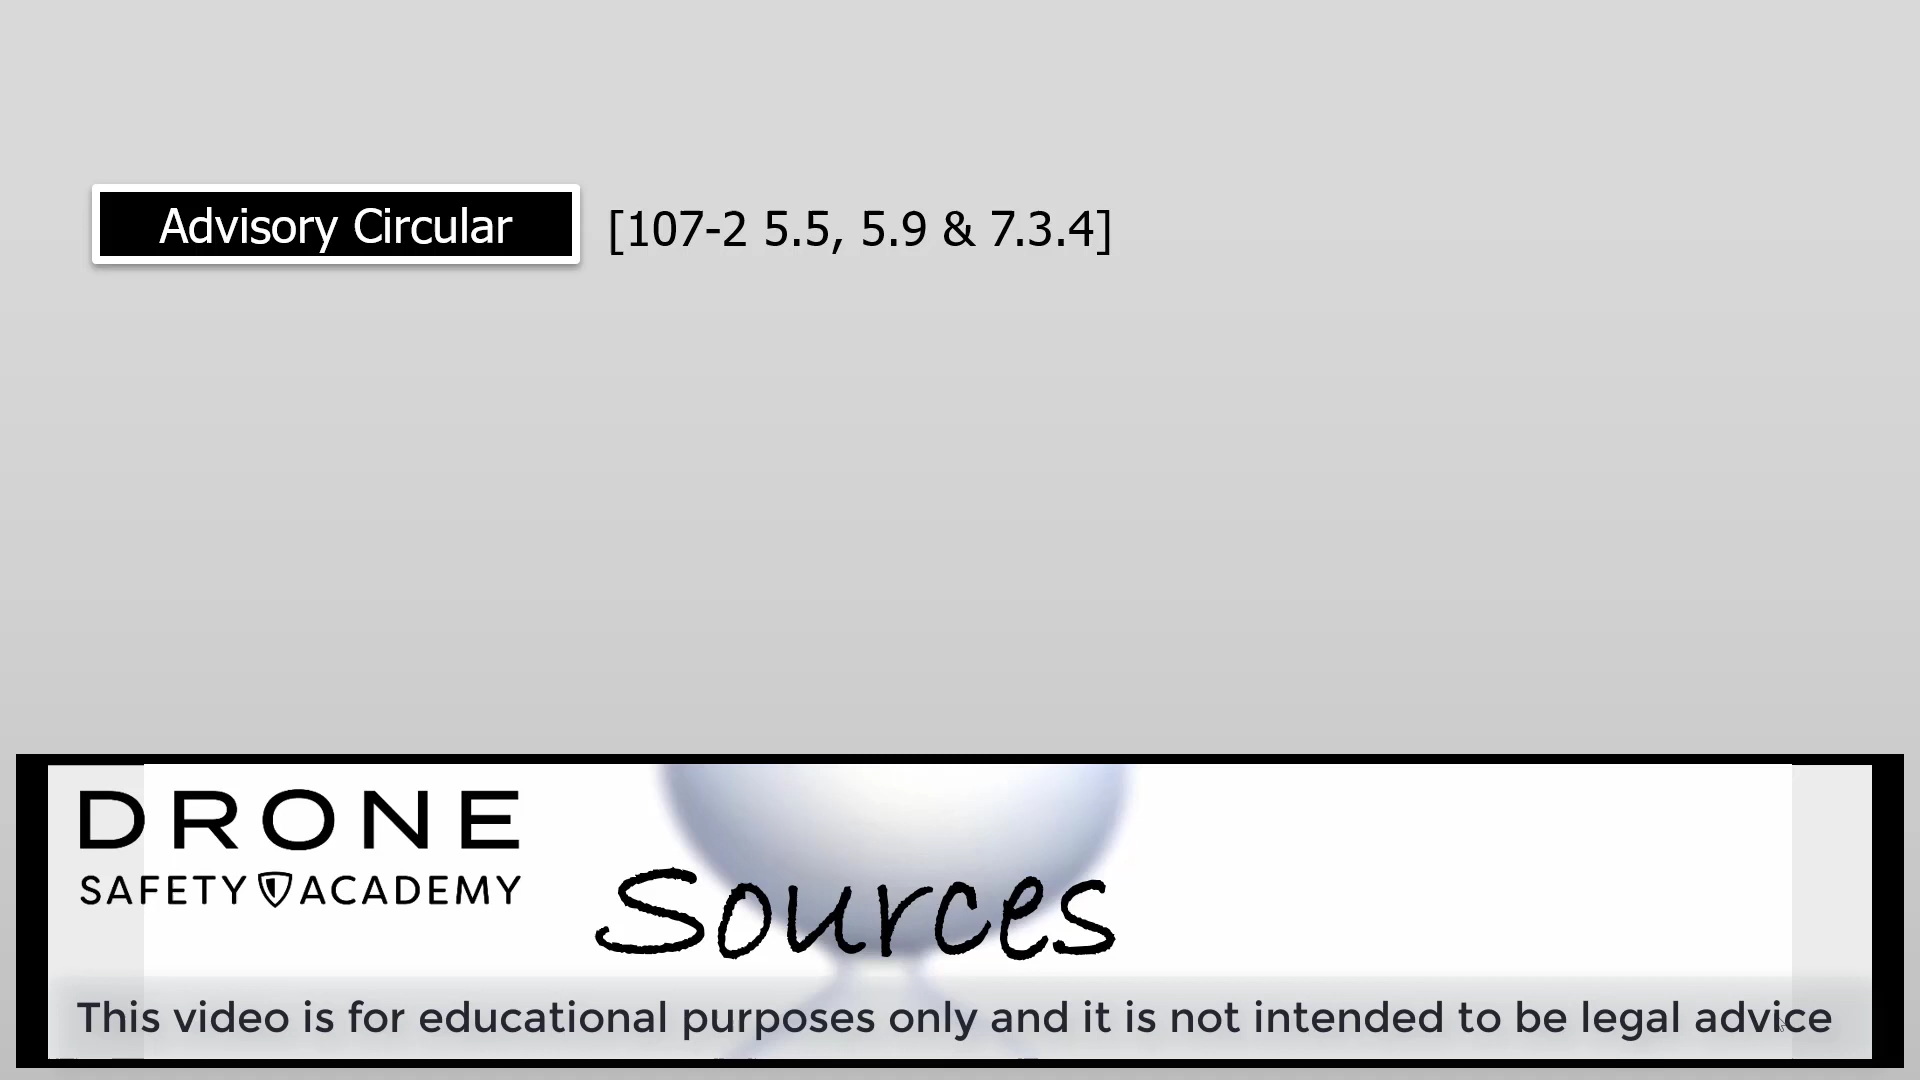 Advisory Circular [107-2 5.5, 5.9 & 7.3.4]
DRONE
SAFETY ACADEMY
Sources
This video is for educational purposes only and it is not intended to be legal advice